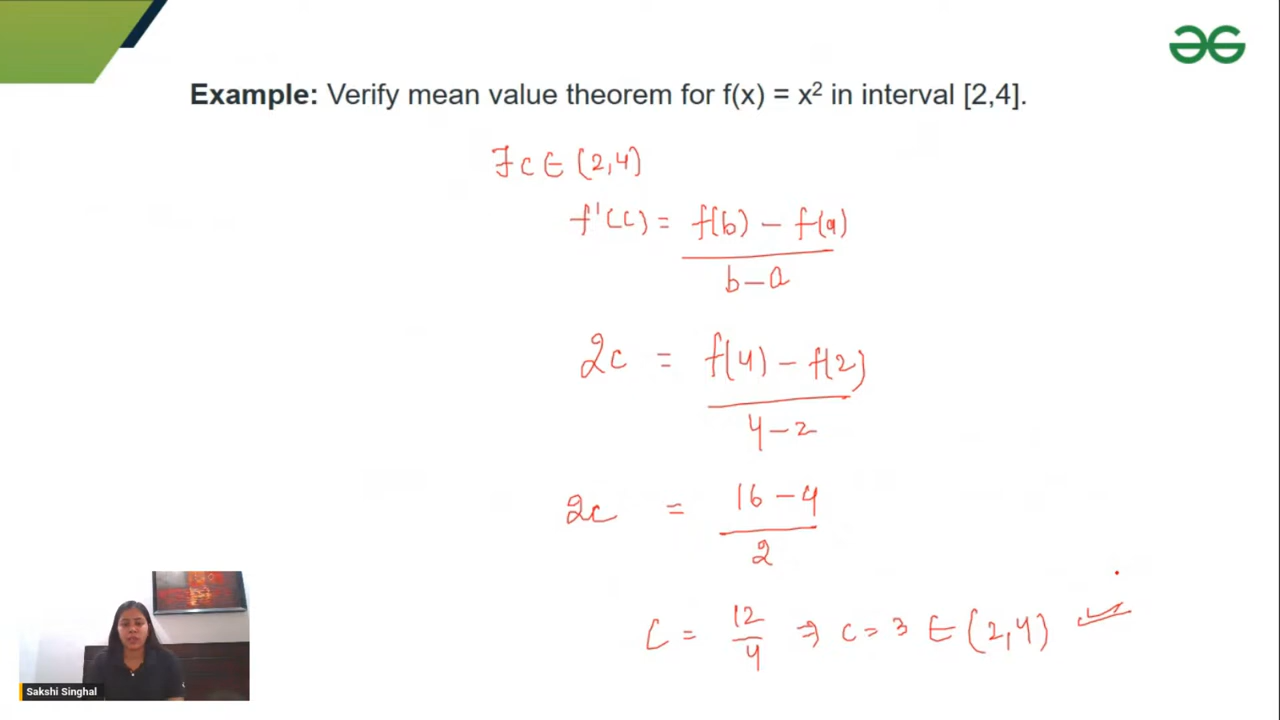 Example: Verify mean value theorem for f(x) = x² in interval [2,4].
∃ c ∈ (2,4)
f'(c) = f(b) - f(a)
b - a
2c = f(4) - f(2)
4 - 2
2c = 16 - 4
2
C = 12/4 ⇒ c = 3 ∈ (2,4)
Sakshi Singhal